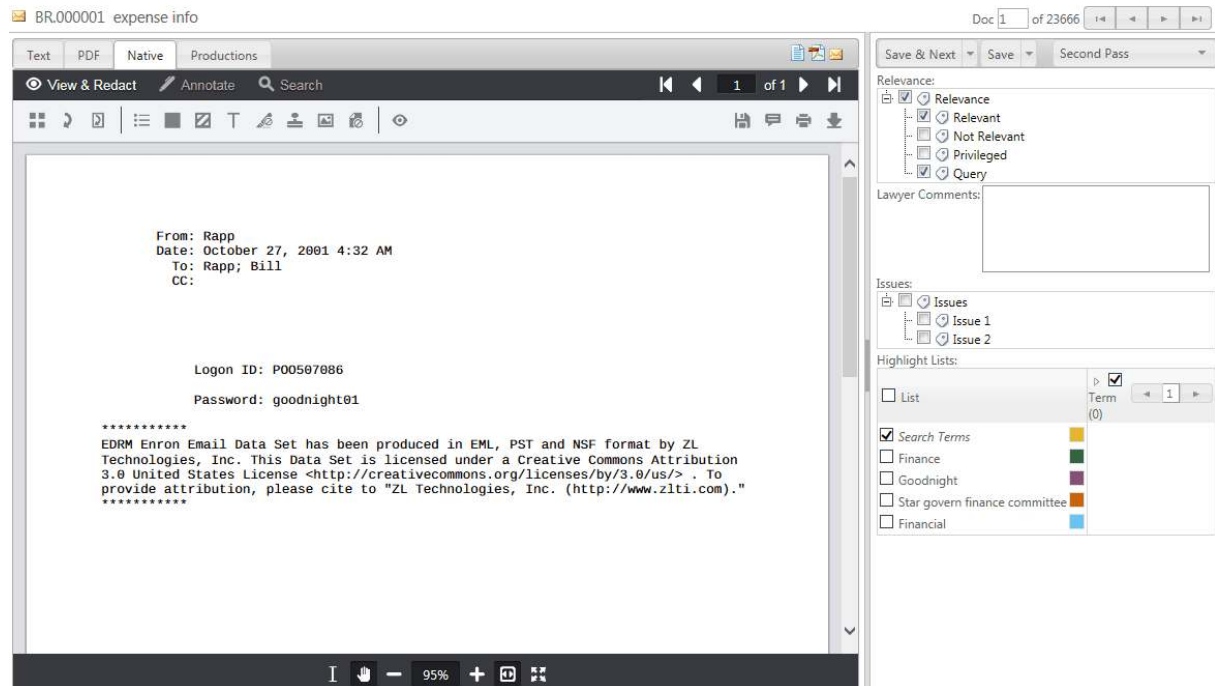 BR.000001 expense info
Doc 1 of 23666
Text PDF Native Productions
View & Redact Annotate Search 1 of 1
T
From: Rapp
Date: October 27, 2001 4:32 AM
To: Rapp; Bill
CC:
Logon ID: P00507086
Password: goodnight01
***********
EDRM Enron Email Data Set has been produced in EML, PST and NSF format by ZL
Technologies, Inc. This Data Set is licensed under a Creative Commons Attribution
3.0 United States License <http://creativecommons.org/licenses/by/3.0/us/> . To
provide attribution, please cite to "ZL Technologies, Inc. (http://www.zlti.com)."
***********
95%
Save & Next Save Second Pass
Relevance:
Relevance
Relevant
Not Relevant
Privileged
Query
Lawyer Comments:
Issues:
Issues
Issue 1
Issue 2
Highlight Lists:
List
Term 1
(0)
Search Terms
Finance
Goodnight
Star govern finance committee
Financial